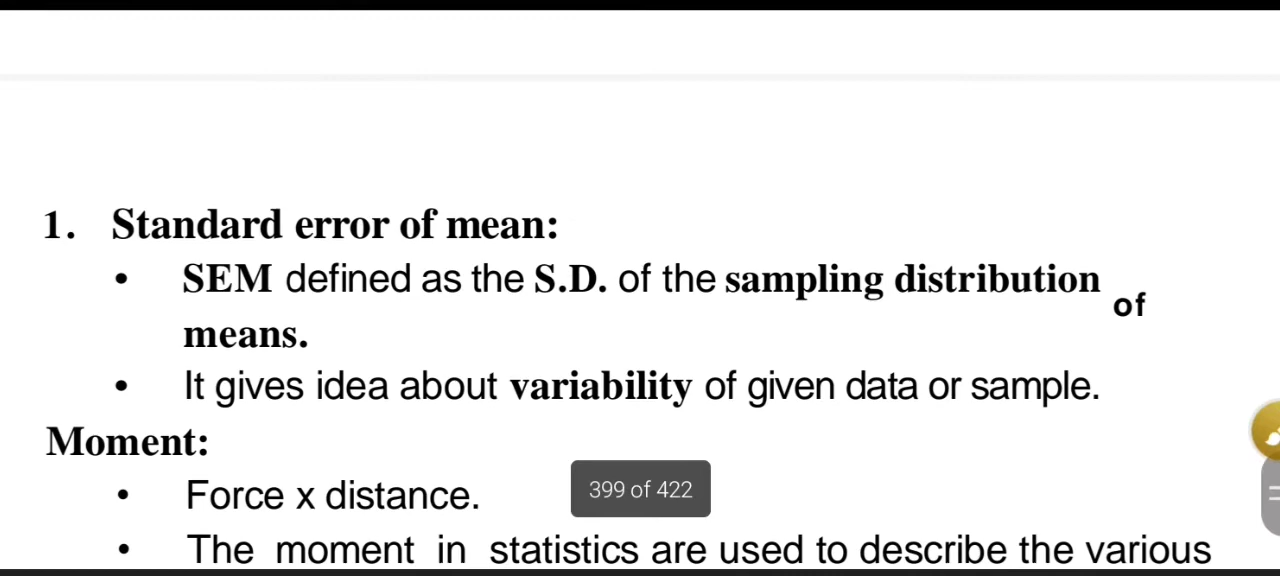 1. Standard error of mean:
• SEM defined as the S.D. of the sampling distribution of
means.
• It gives idea about variability of given data or sample.
Moment:
• Force x distance.
399 of 422
• The moment in statistics are used to describe the various